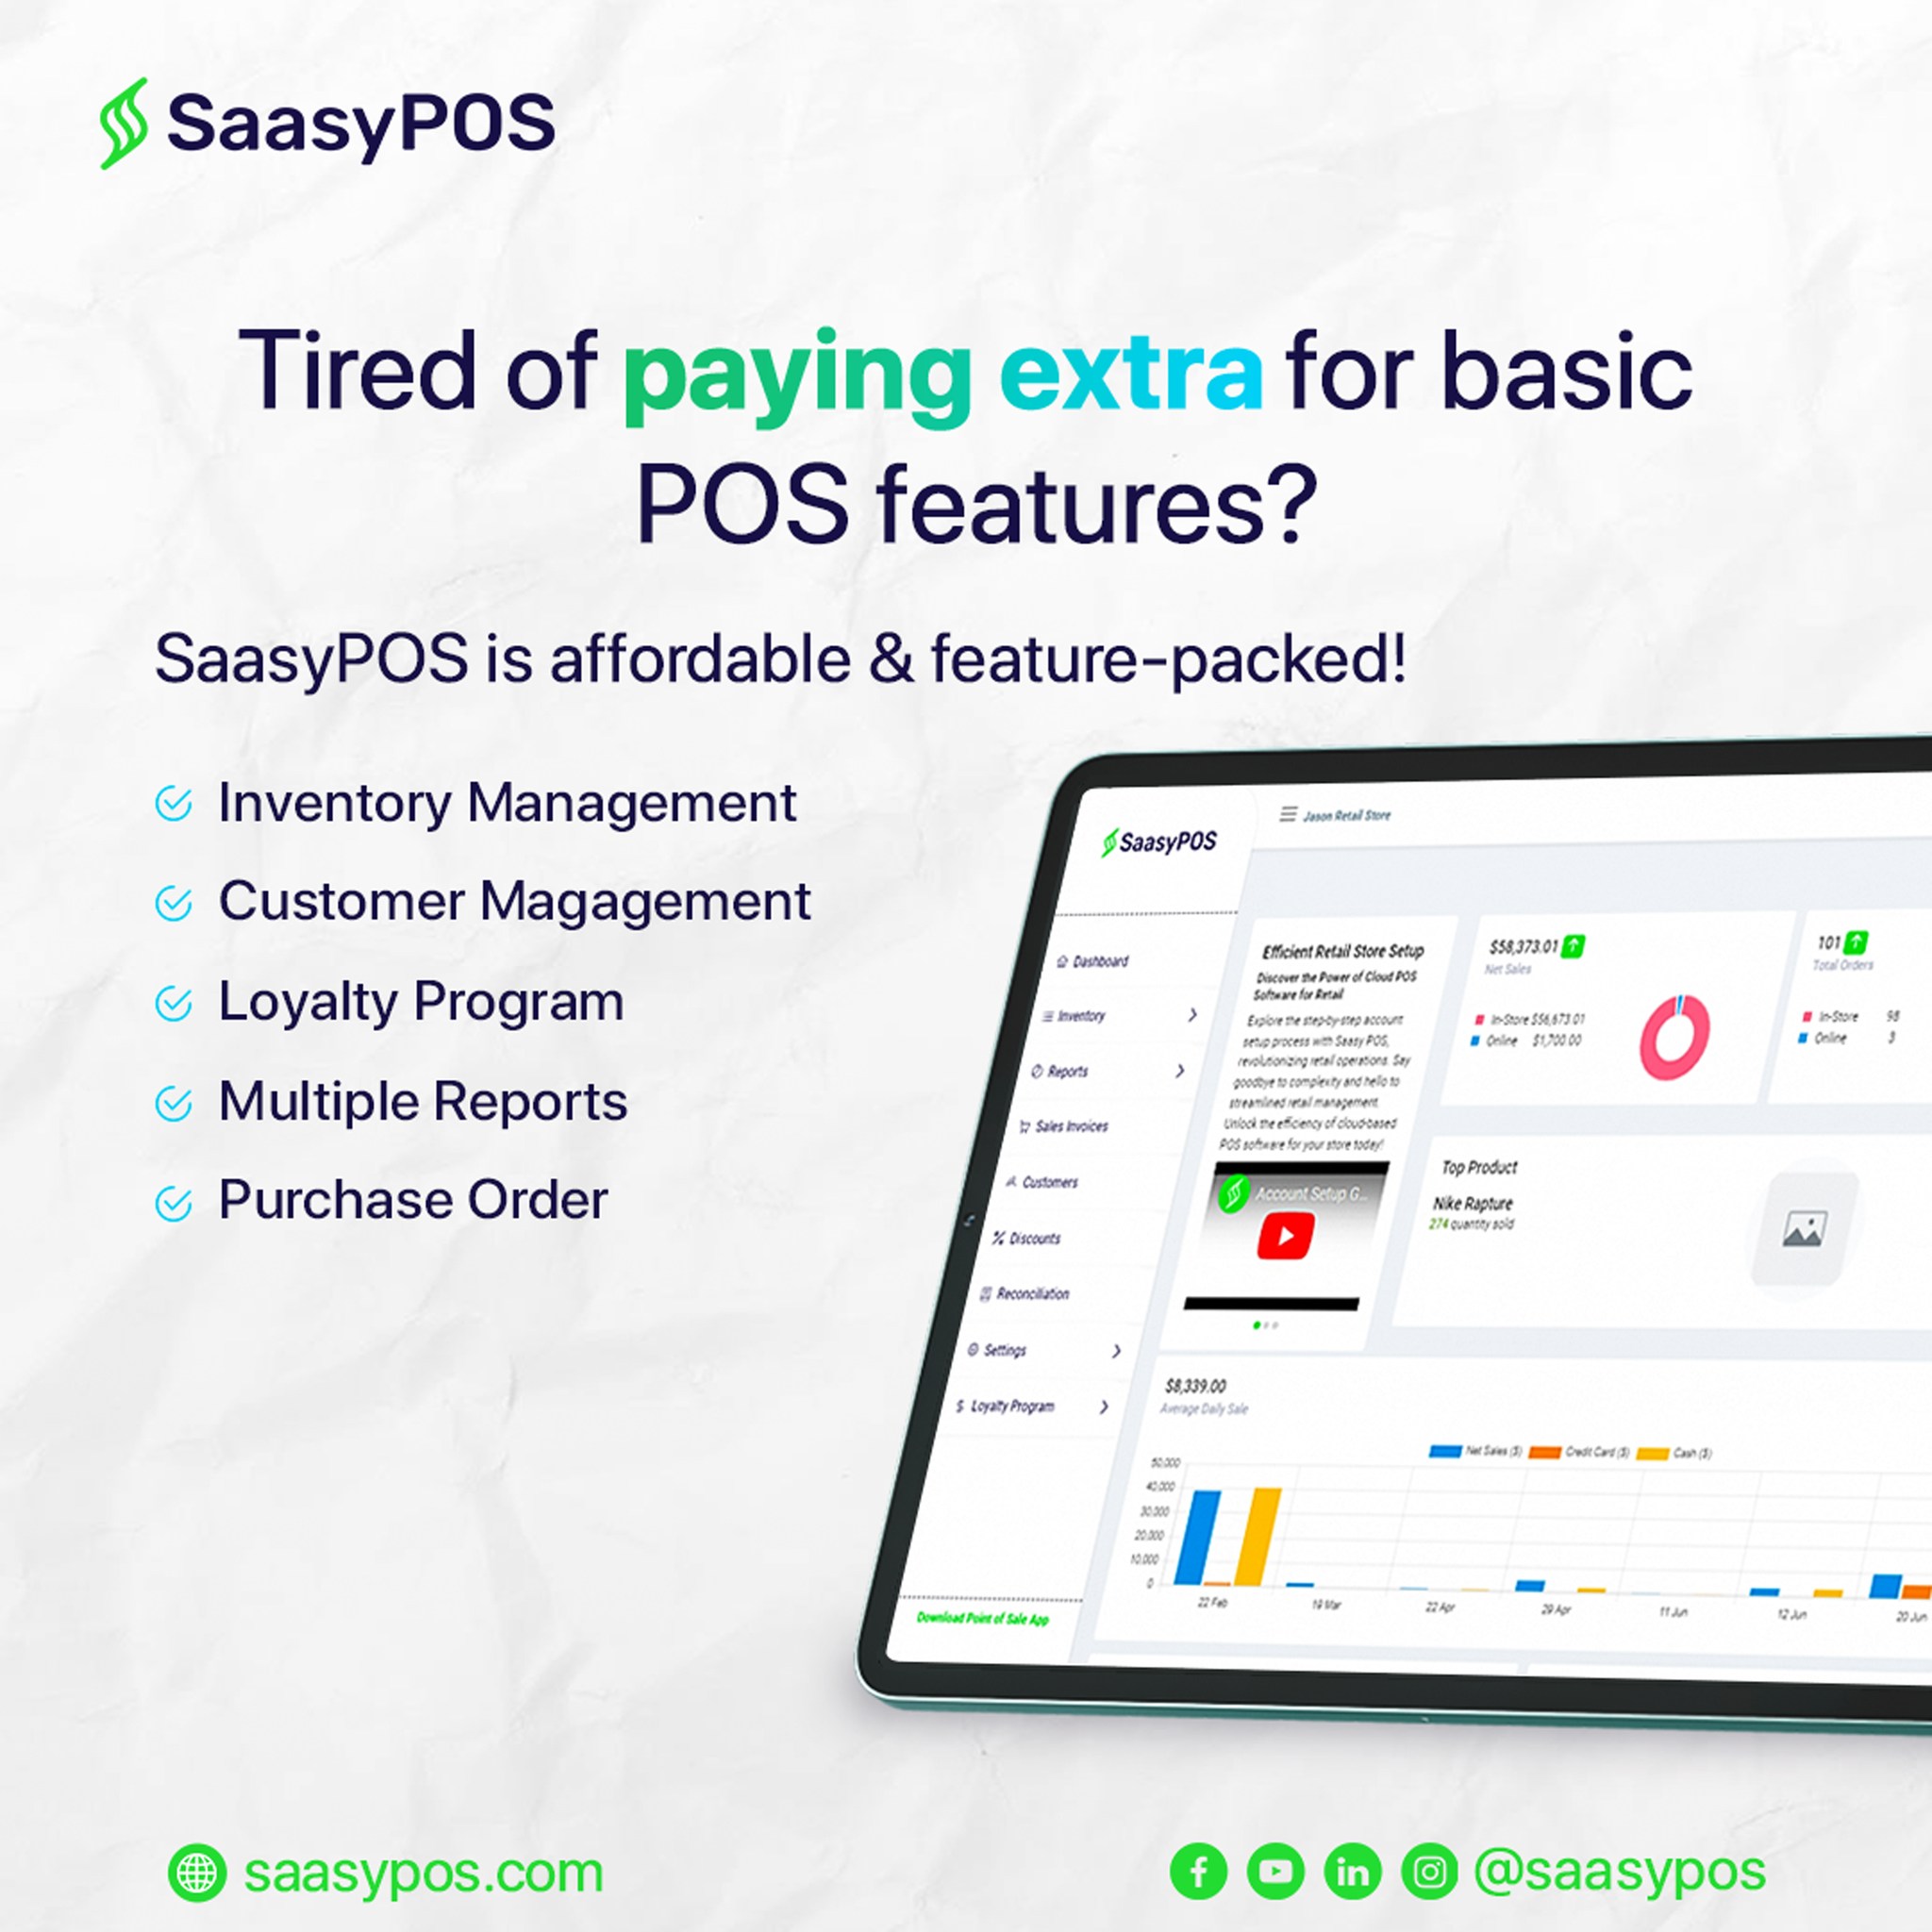 SaasyPOS
Tired of paying extra for basic
POS features?
SaasyPOS is affordable & feature-packed!
Inventory Management
Customer Magagement
Loyalty Program
Multiple Reports
Purchase Order
SaasyPOS
Jason Retail Store
Dashboard
Inventory
Reports
Sales Invoices
Customers
Discounts
Reconciliation
Settings
$ Loyalty Program
Download Point of Sale App
Efficient Retail Store Setup
Discover the Power of Cloud POS
Software for Retail
Explore the step-by-step account
setup process with Saasy POS,
revolutionizing retail operations. Say
goodbye to complexity and hello to
streamlined retail management.
Unlock the efficiency of cloud-based
POS software for your store today!
Account Setup G...
$58,373.01
Net Sales
In-Store $56,673.01
Online $1,700.00
101
Total Orders
In-Store 98
Online 3
Top Product
Nike Rapture
274 quantity sold
$8,339.00
Average Daily Sale
Net Sales ($) Credit Card ($) Cash ($)
50,000
40,000
30,000
20,000
10,000
0
22 Feb 19 Mar 22 Apr 29 Apr 11 Jun 12 Jun 20 Jun
saasypos.com
@saasypos